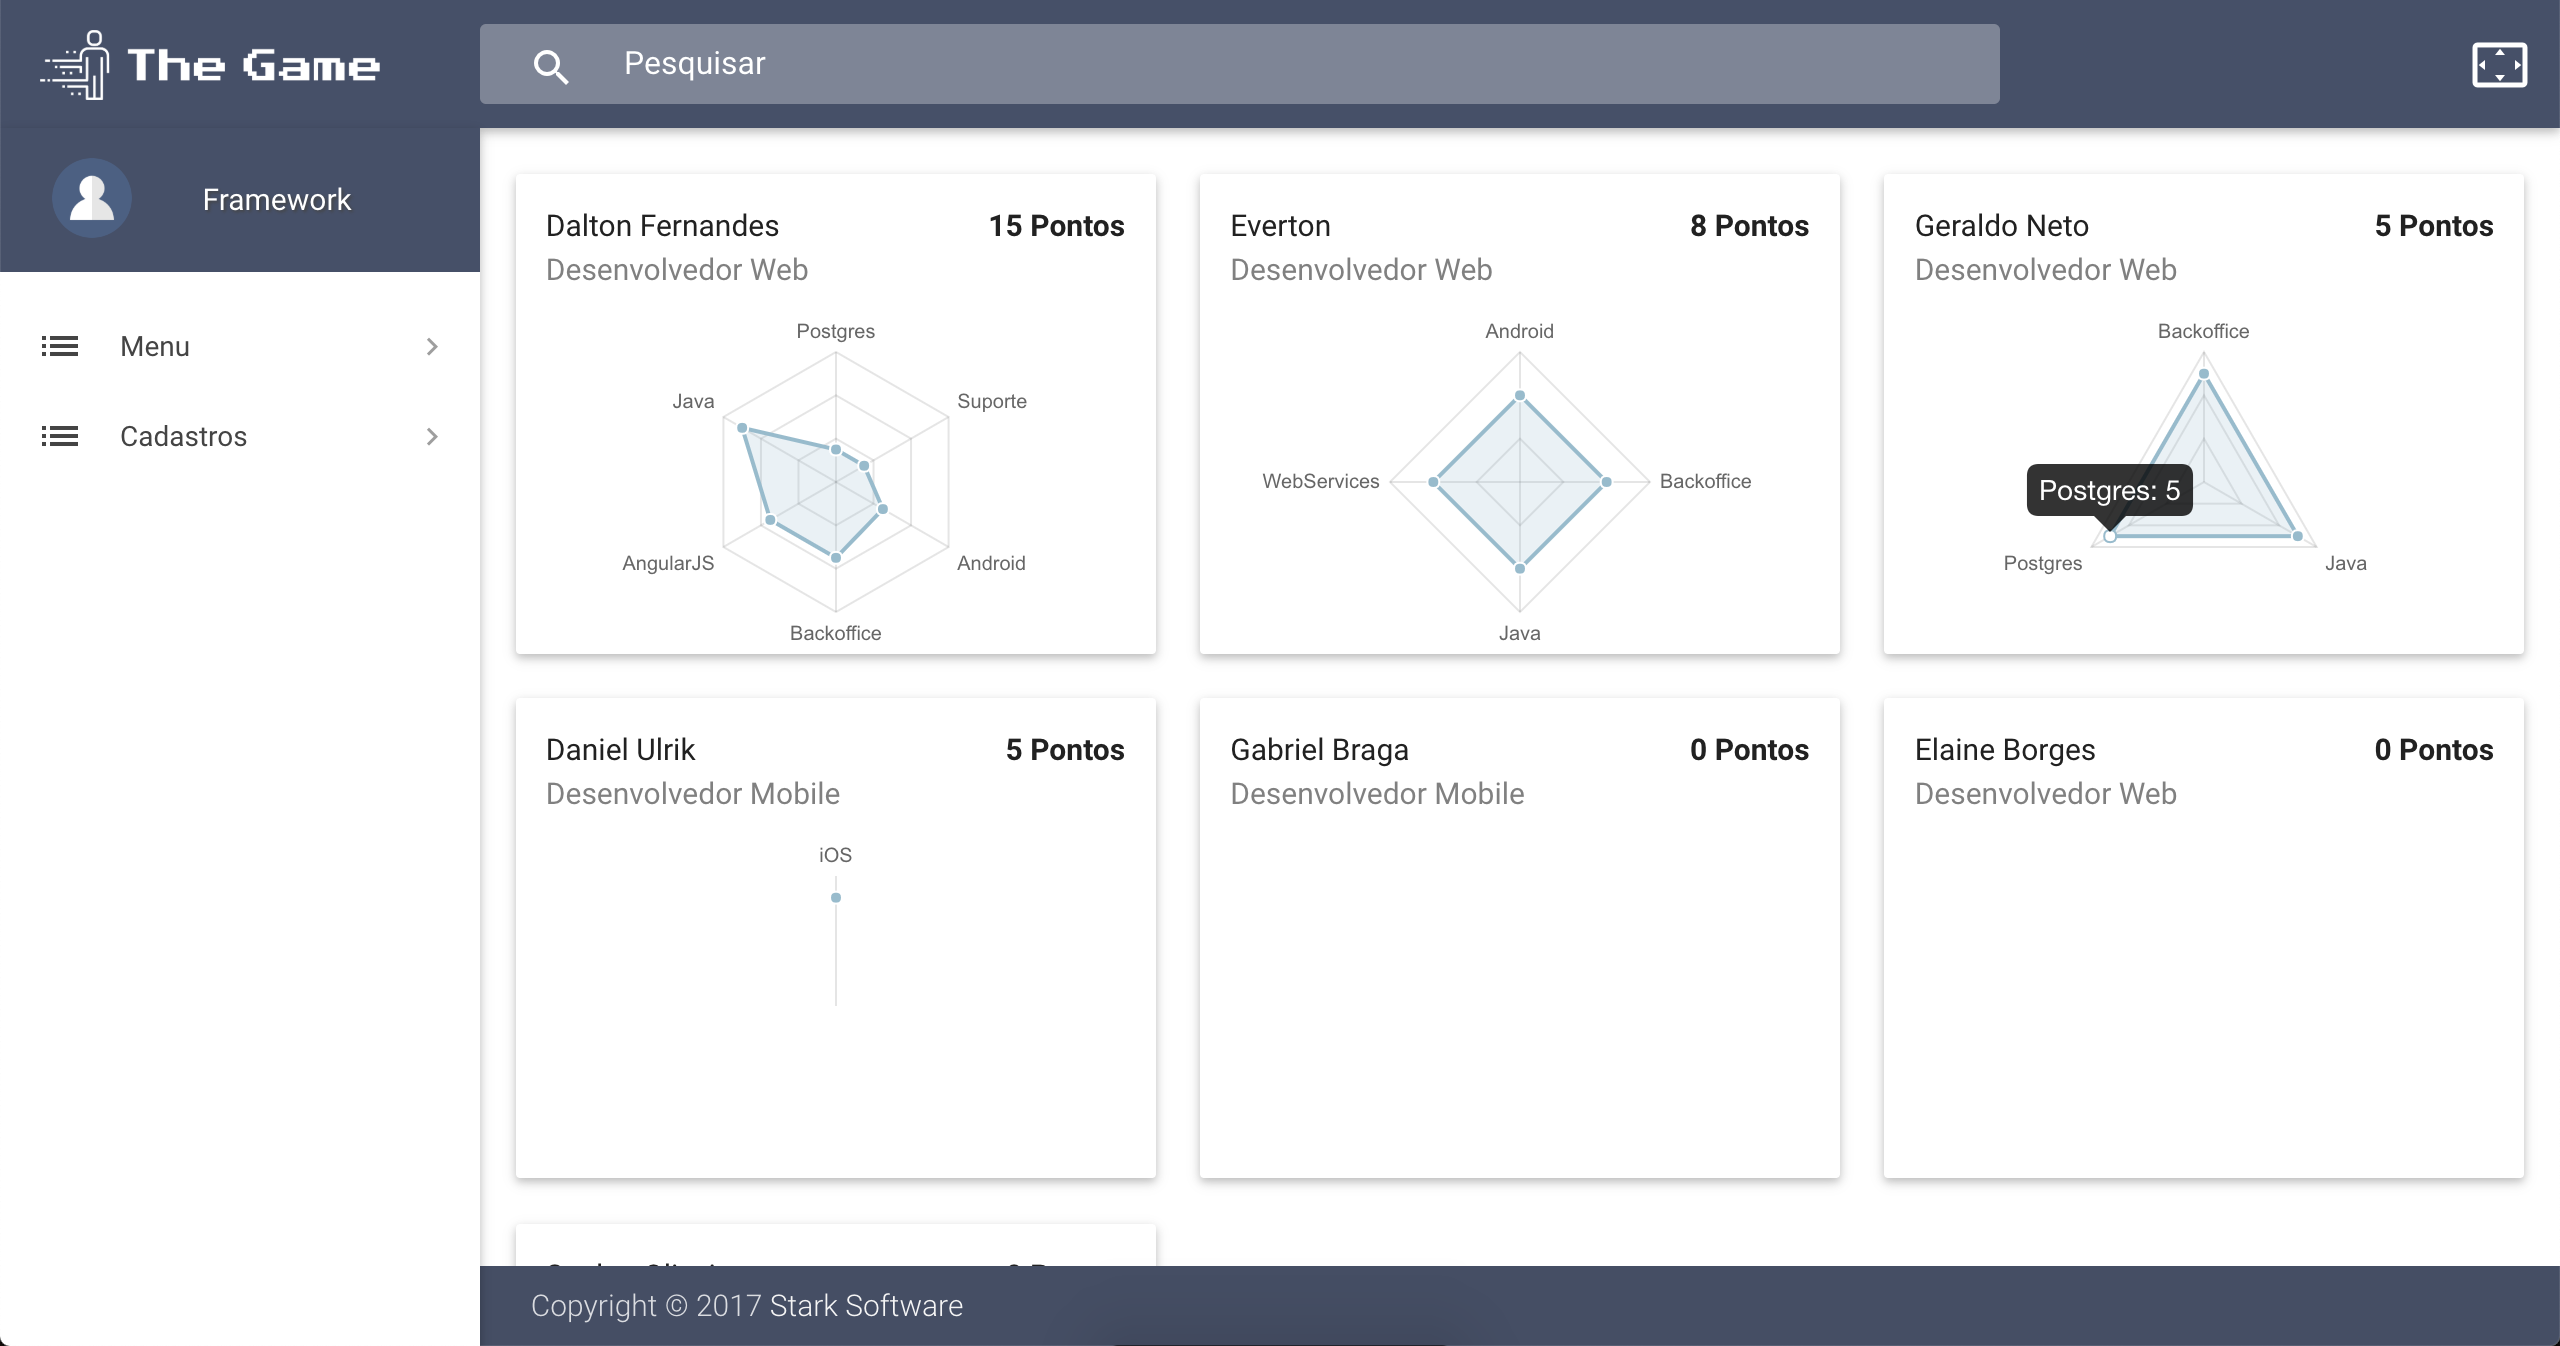 The Game
Pesquisar
Framework
Menu
Cadastros
Dalton Fernandes 15 Pontos
Desenvolvedor Web
Postgres
Java Suporte
AngularJS Android
Backoffice
Everton 8 Pontos
Desenvolvedor Web
Android
WebServices Backoffice
Java
Geraldo Neto 5 Pontos
Desenvolvedor Web
Backoffice
Postgres: 5
Postgres Java
Daniel Ulrik 5 Pontos
Desenvolvedor Mobile
iOS
Gabriel Braga 0 Pontos
Desenvolvedor Mobile
Elaine Borges 0 Pontos
Desenvolvedor Web
Copyright © 2017 Stark Software